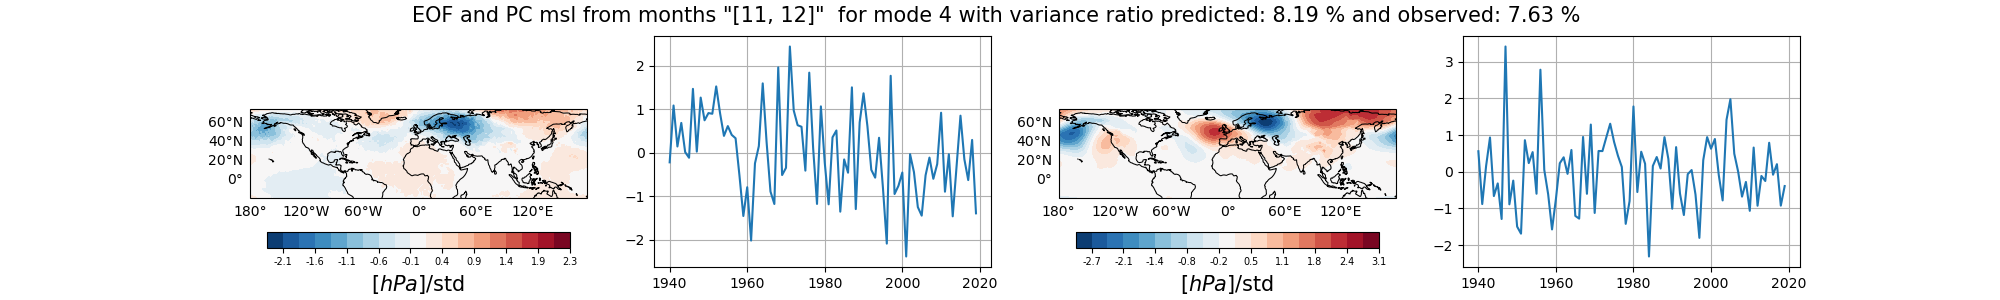 EOF and PC msl from months "[11, 12]"  for mode 4 with variance ratio predicted: 8.19 % and observed: 7.63 %
60°N
40°N
20°N
0°
180° 120°W 60°W 0° 60°E 120°E
-2.1 -1.6 -1.1 -0.6 -0.1 0.4 0.9 1.4 1.9 2.3
[hPa]/std
2
1
0
−1
−2
1940 1960 1980 2000 2020
60°N
40°N
20°N
0°
180° 120°W 60°W 0° 60°E 120°E
-2.7 -2.1 -1.4 -0.8 -0.2 0.5 1.1 1.8 2.4 3.1
[hPa]/std
3
2
1
0
−1
−2
1940 1960 1980 2000 2020